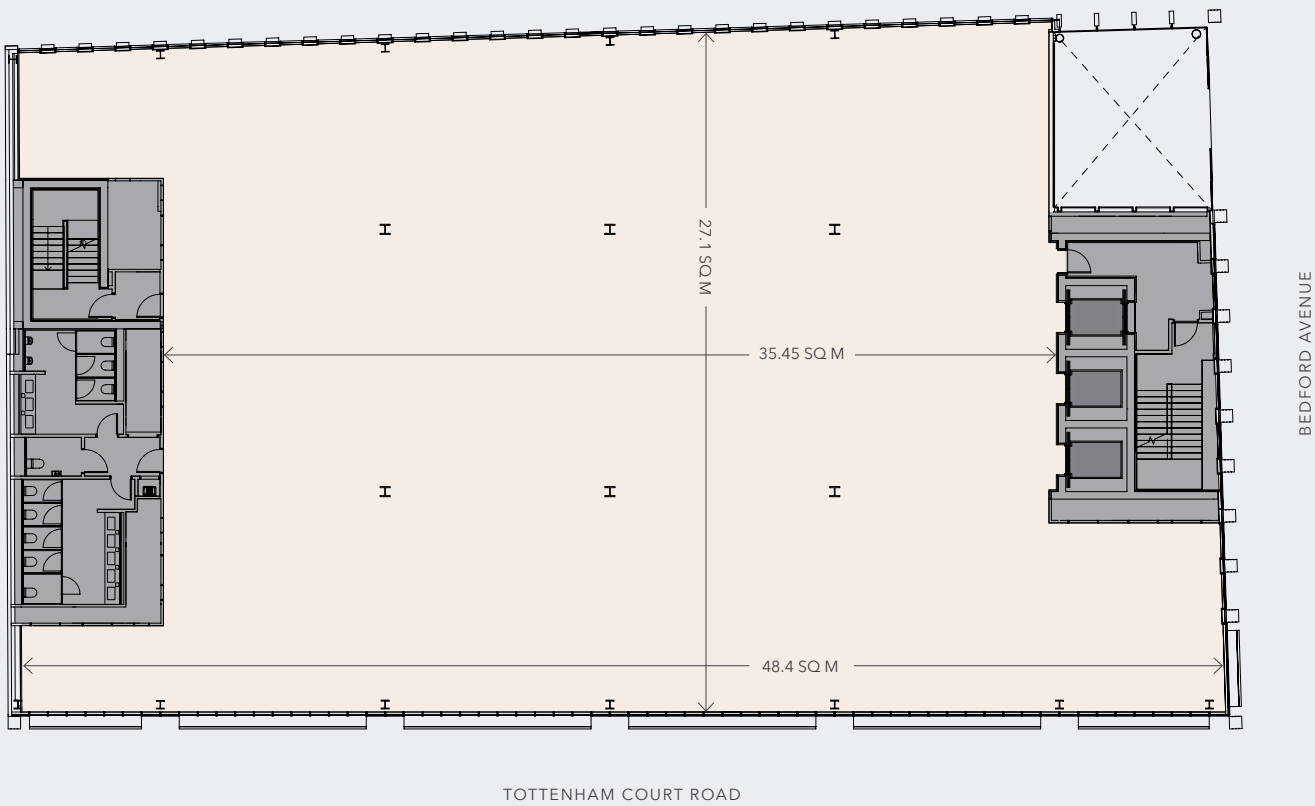 27.1 SQ M
35.45 SQ M
48.4 SQ M
BEDFORD AVENUE
TOTTENHAM COURT ROAD